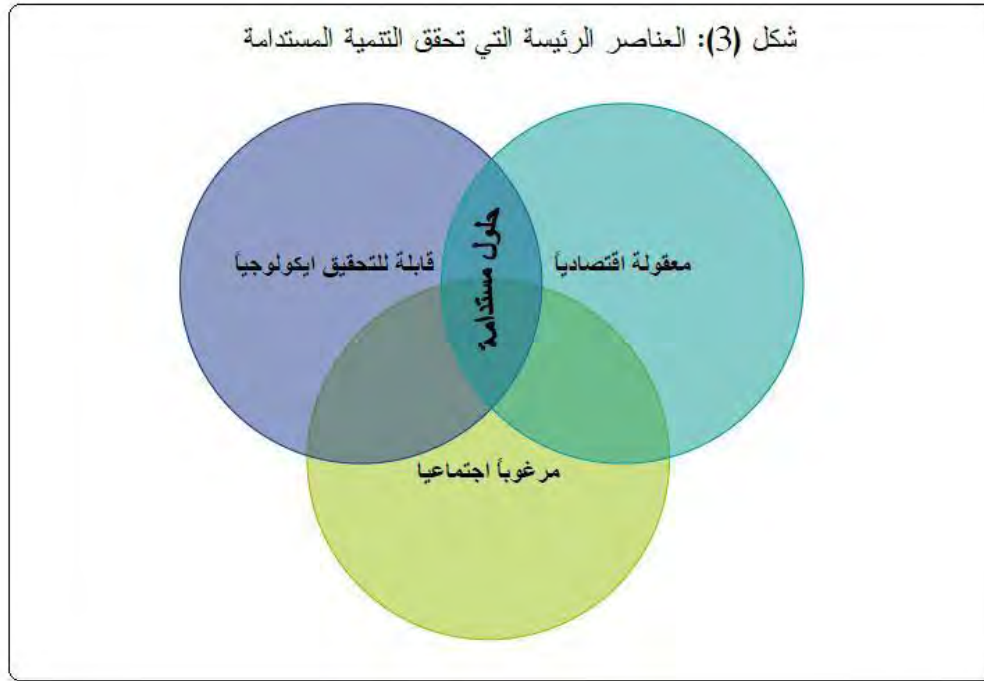 شكل (3): العناصر الرئيسة التي تحقق التنمية المستدامة
معقولة اقتصادياً
حلول مستدامة
قابلة للتحقيق ايكولوجياً
مرغوباً اجتماعيا